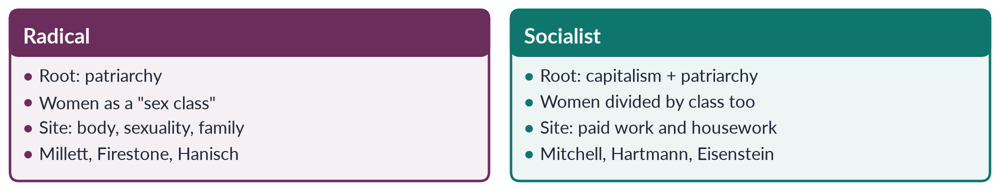 Radical
• Root: patriarchy
• Women as a "sex class"
• Site: body, sexuality, family
• Millett, Firestone, Hanisch
Socialist
• Root: capitalism + patriarchy
• Women divided by class too
• Site: paid work and housework
• Mitchell, Hartmann, Eisenstein